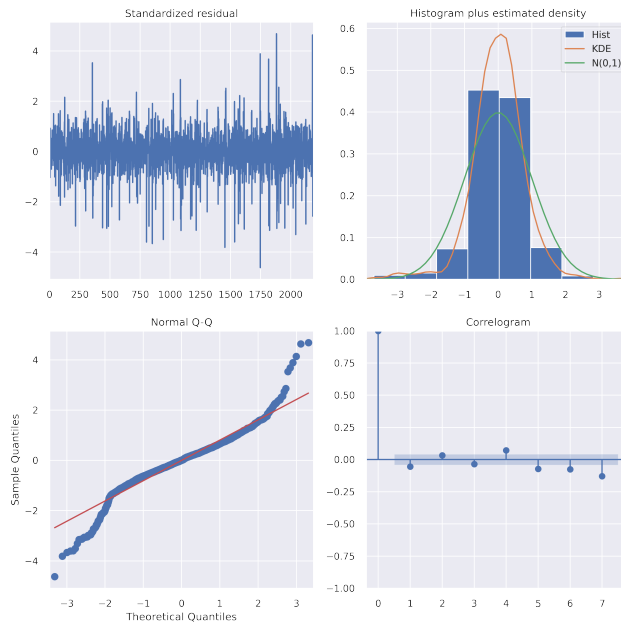 Standardized residual
4
2
0
−2
−4
0 250 500 750 1000 1250 1500 1750 2000
Histogram plus estimated density
Hist
KDE
N(0,1)
0.6
0.5
0.4
0.3
0.2
0.1
0.0
−3 −2 −1 0 1 2 3
Normal Q-Q
Sample Quantiles
4
2
0
−2
−4
−3 −2 −1 0 1 2 3
Theoretical Quantiles
Correlogram
1.00
0.75
0.50
0.25
0.00
−0.25
−0.50
−0.75
−1.00
0 1 2 3 4 5 6 7